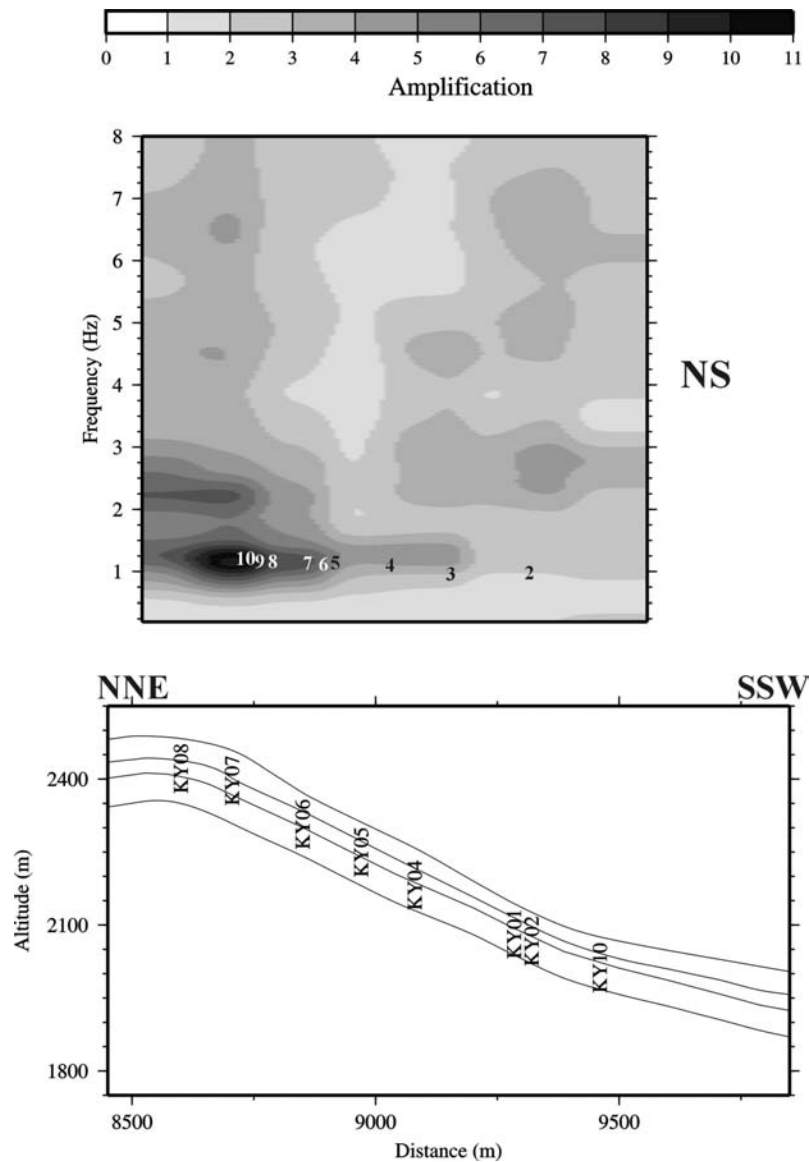 0 1 2 3 4 5 6 7 8 9 10 11
Amplification
8
7
6
5
4
3
2
1
Frequency (Hz)
NS
10 9 8 7 6 5 4 3 2
NNE SSW
2400
2100
1800
Altitude (m)
KY08
KY07
KY06
KY05
KY04
KY01
KY02
KY10
8500 9000 9500
Distance (m)